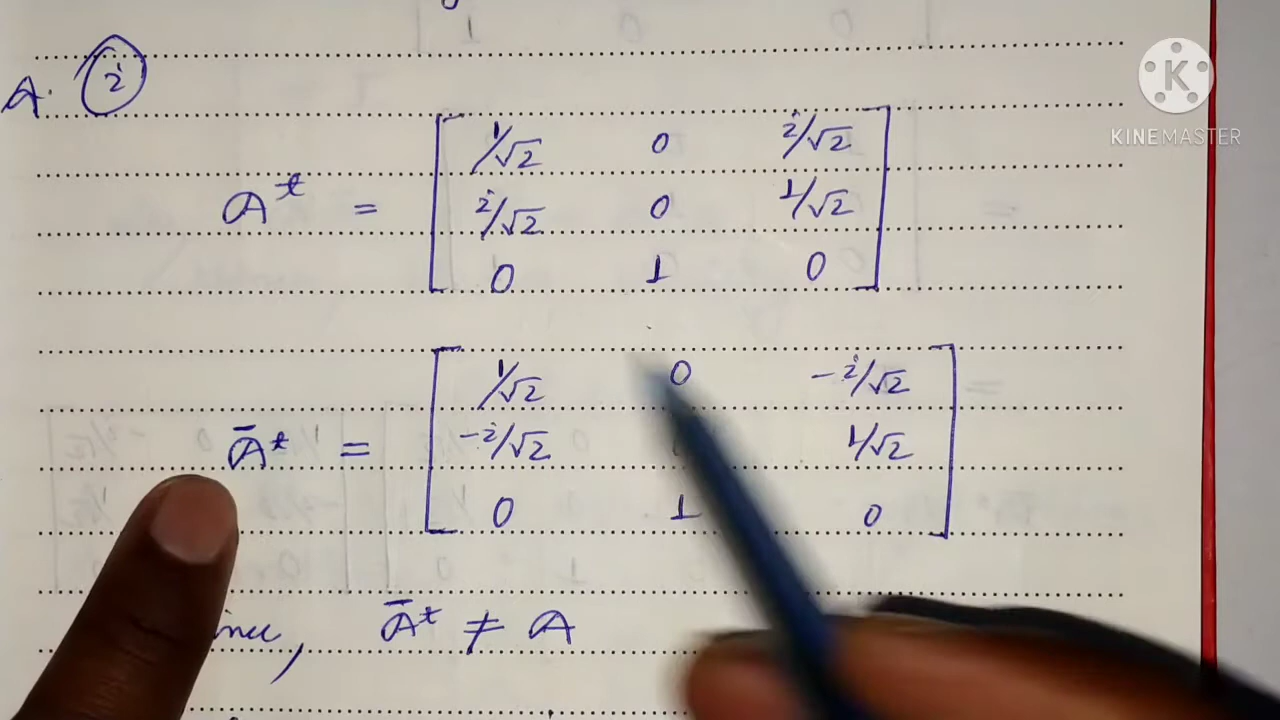 A. (i)
A^t = [ 1/√2 0 i/√2
i/√2 0 1/√2
0 1 0 ]
Ā^t = [ 1/√2 0 -i/√2
-i/√2 1/√2
0 1 0 ]
Ā^t ≠ A
KINEMASTER